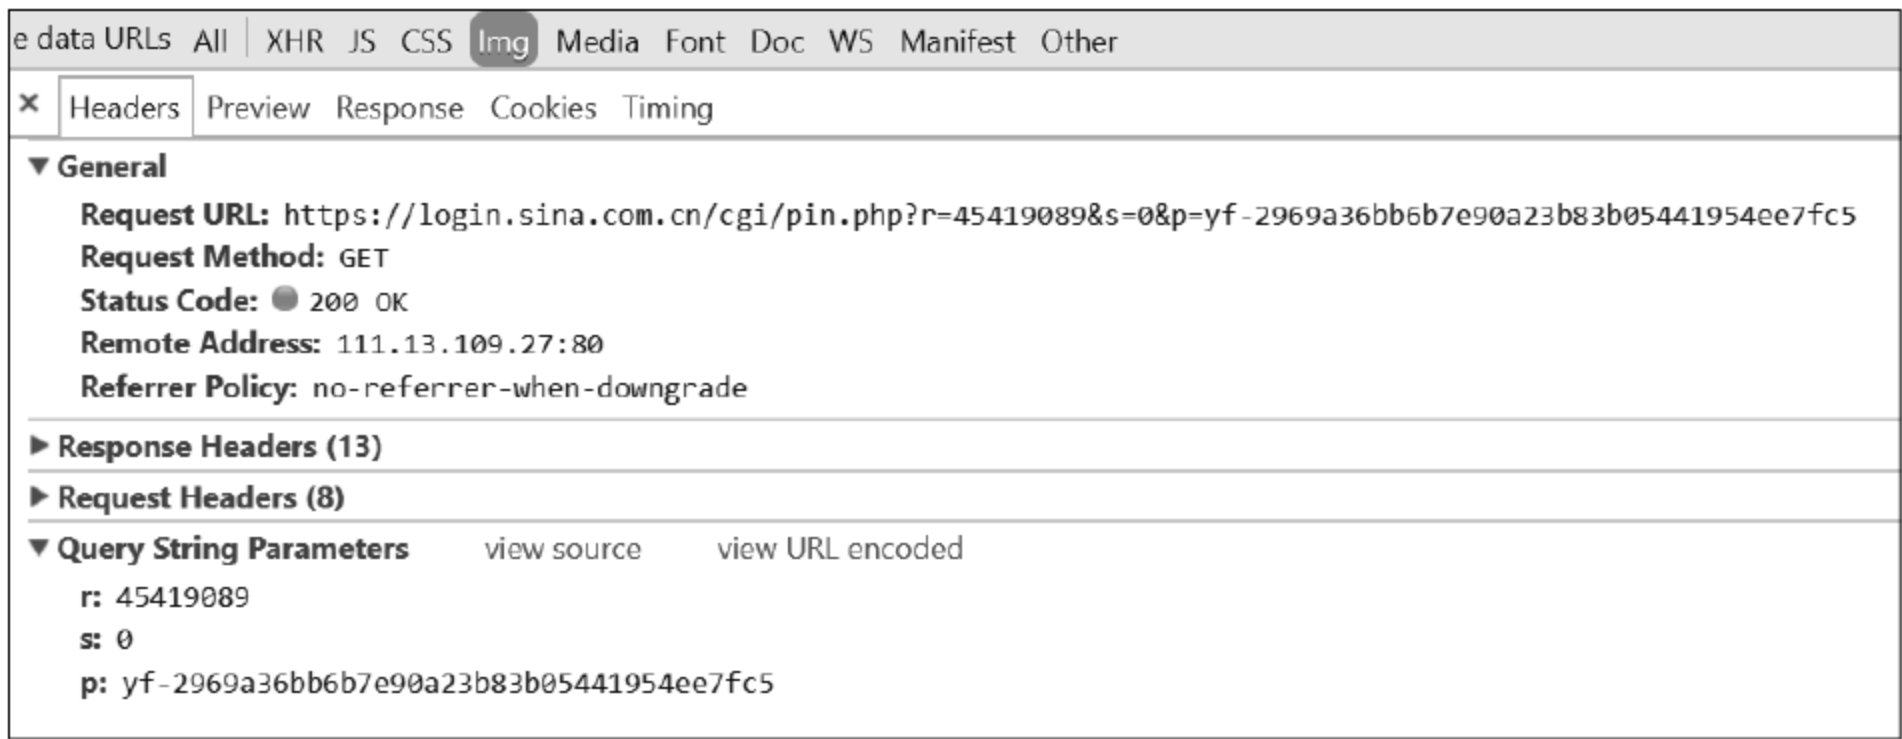 e data URLs All XHR JS CSS Img Media Font Doc WS Manifest Other
× Headers Preview Response Cookies Timing
▼ General
Request URL: https://login.sina.com.cn/cgi/pin.php?r=45419089&s=0&p=yf-2969a36bb6b7e90a23b83b05441954ee7fc5
Request Method: GET
Status Code: 200 OK
Remote Address: 111.13.109.27:80
Referrer Policy: no-referrer-when-downgrade
▶ Response Headers (13)
▶ Request Headers (8)
▼ Query String Parameters view source view URL encoded
r: 45419089
s: 0
p: yf-2969a36bb6b7e90a23b83b05441954ee7fc5